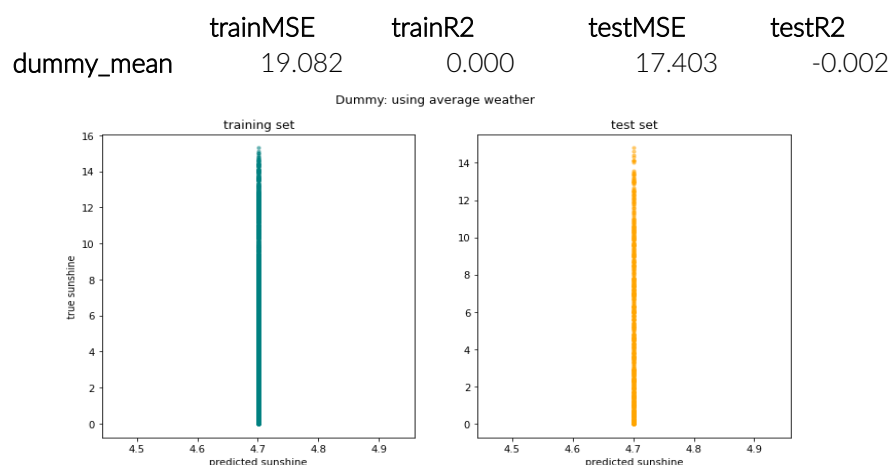 trainMSE trainR2 testMSE testR2
dummy_mean 19.082 0.000 17.403 -0.002
Dummy: using average weather
training set
test set
true sunshine
16
14
12
10
8
6
4
2
0
4.5 4.6 4.7 4.8 4.9
predicted sunshine
14
12
10
8
6
4
2
0
4.5 4.6 4.7 4.8 4.9
predicted sunshine